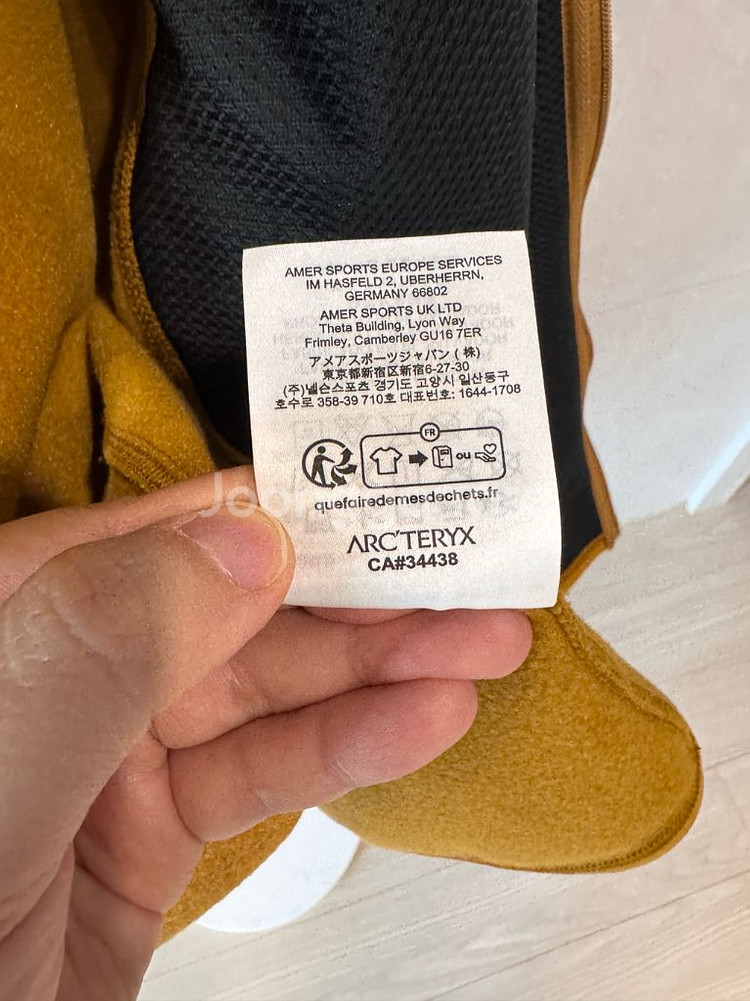 AMER SPORTS EUROPE SERVICES
IM HASFELD 2, UBERHERRN,
GERMANY 66802
AMER SPORTS UK LTD
Theta Building, Lyon Way
Frimley, Camberley GU16 7ER
アメアスポーツジャパン ( 株)
東京都新宿区新宿6-27-30
(주)넬슨스포츠 경기도 고양시 일산동구
호수로 358-39 710호 대표번호: 1644-1708
FR
ou
quefairedemesdechets.fr
ARC'TERYX
CA#34438